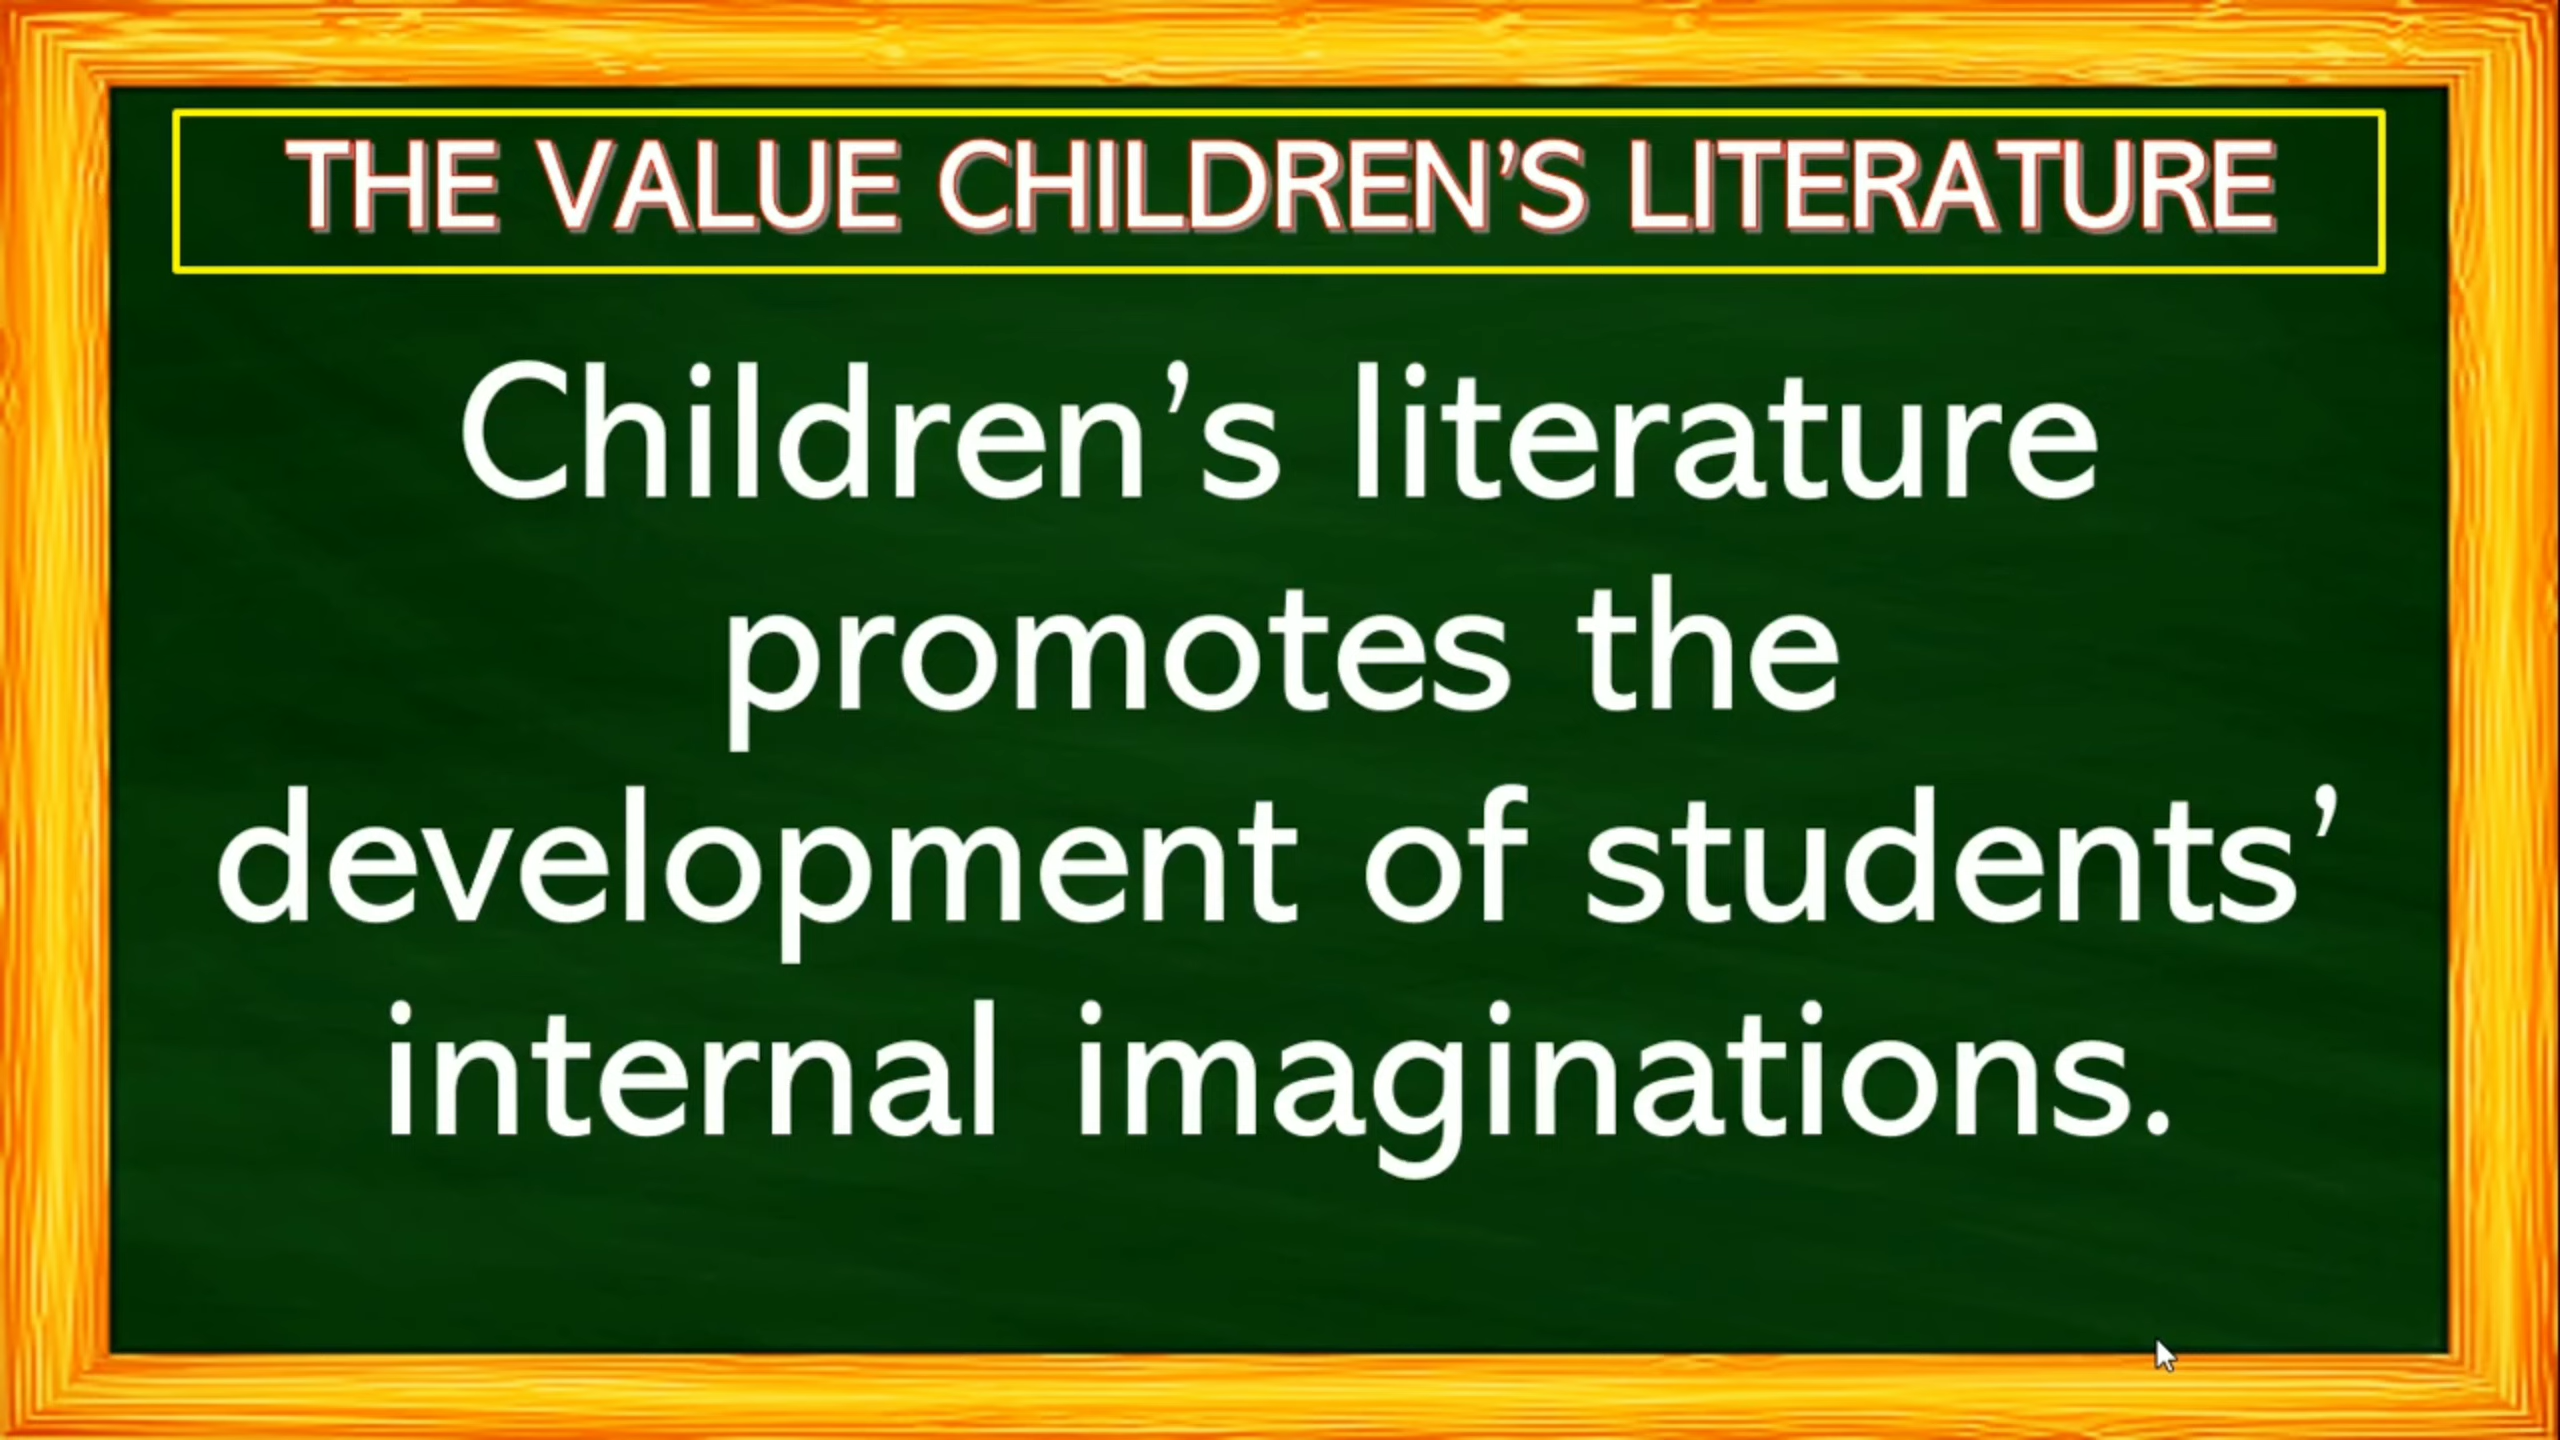 THE VALUE CHILDREN’S LITERATURE
Children’s literature
promotes the
development of students’
internal imaginations.